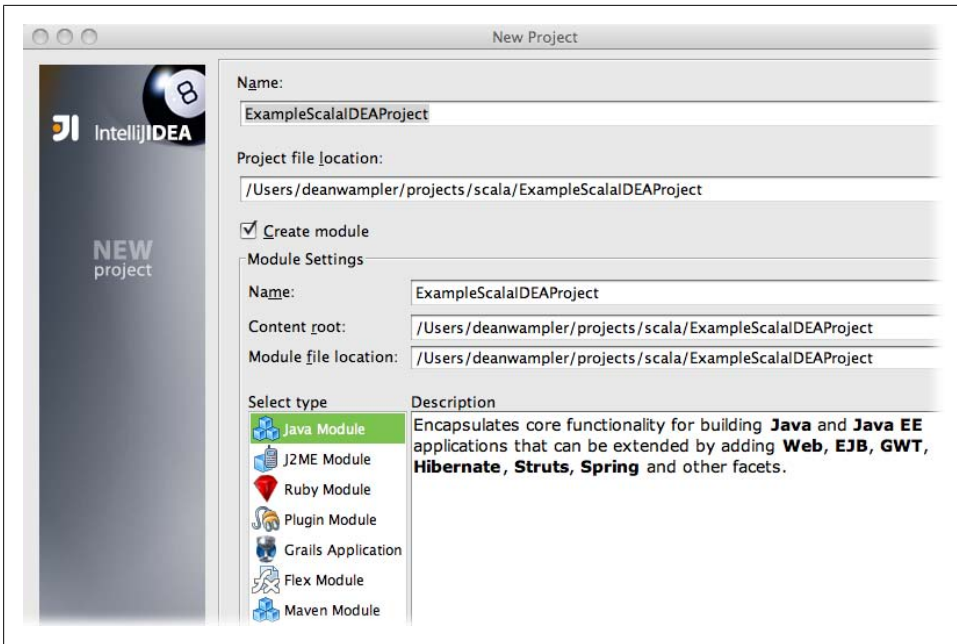 New Project
8
IntelliJIDEA
NEW
project
Name:
ExampleScalaIDEAProject
Project file location:
/Users/deanwampler/projects/scala/ExampleScalaIDEAProject
Create module
Module Settings
Name:
ExampleScalaIDEAProject
Content root:
/Users/deanwampler/projects/scala/ExampleScalaIDEAProject
Module file location:
/Users/deanwampler/projects/scala/ExampleScalaIDEAProject
Select type
Java Module
J2ME Module
Ruby Module
Plugin Module
Grails Application
Flex Module
Maven Module
Description
Encapsulates core functionality for building Java and Java EE
applications that can be extended by adding Web, EJB, GWT,
Hibernate, Struts, Spring and other facets.